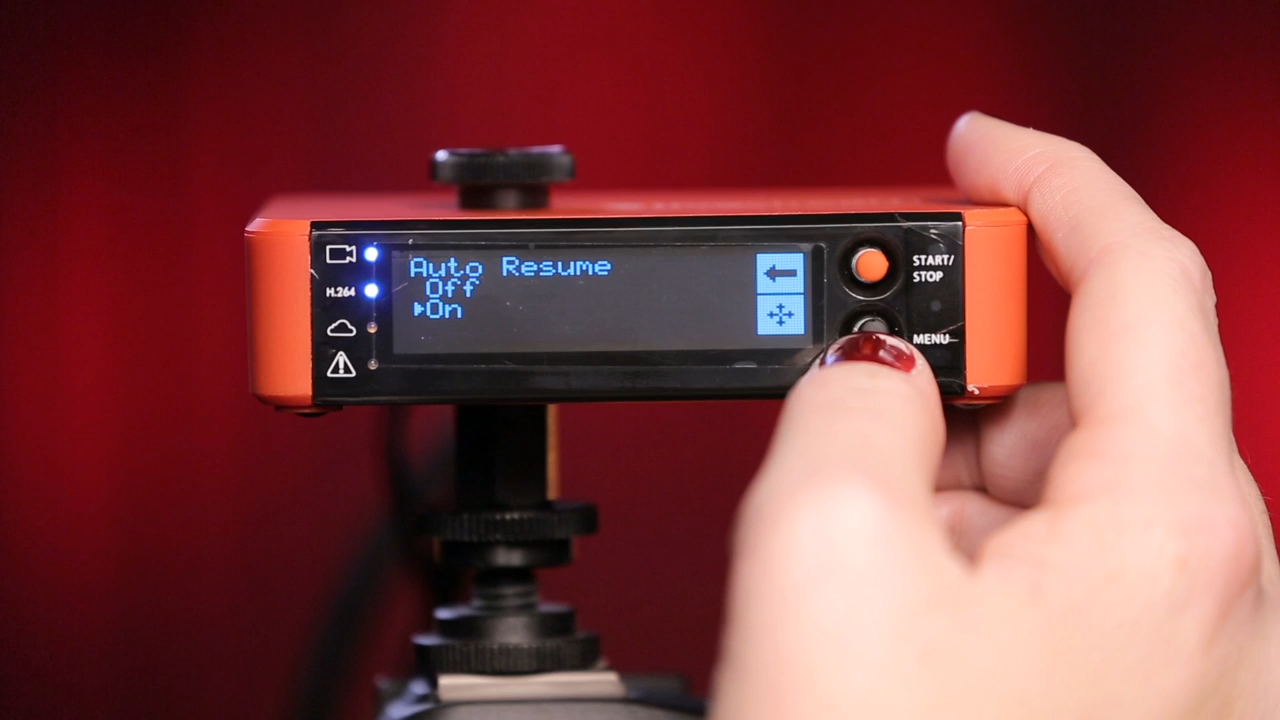 H.264
Auto Resume
Off
▸On
START/
STOP
MENU